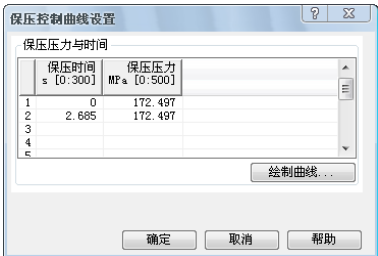 保压控制曲线设置
保压压力与时间
保压时间 保压压力
s [0:300] MPa [0:500]
1 0 172.497
2 2.685 172.497
3
4
5
绘制曲线...
确定 取消 帮助